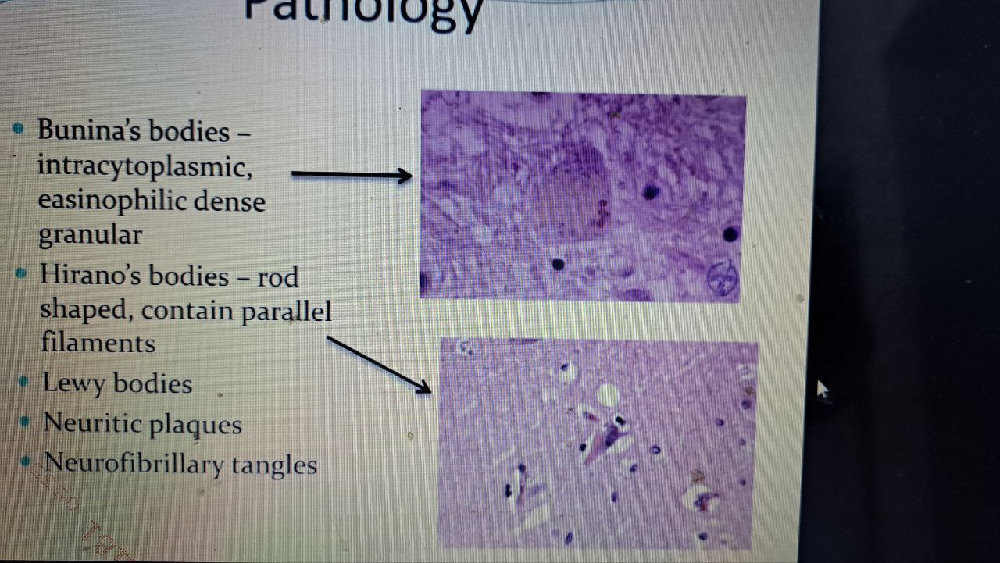 Pathology
• Bunina's bodies –
intracytoplasmic,
easinophilic dense
granular
• Hirano's bodies – rod
shaped, contain parallel
filaments
• Lewy bodies
• Neuritic plaques
• Neurofibrillary tangles